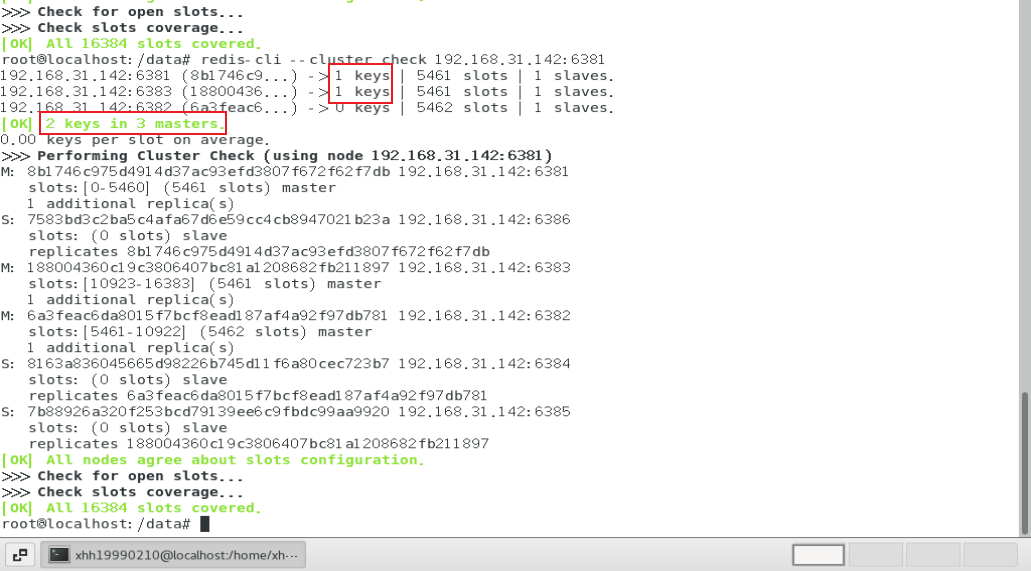 >>> Check for open slots...
>>> Check slots coverage...
[OK] All 16384 slots covered.
root@localhost:/data# redis-cli --cluster check 192.168.31.142:6381
192.168.31.142:6381 (8b1746c9...) -> 1 keys | 5461 slots | 1 slaves.
192.168.31.142:6383 (18800436...) -> 1 keys | 5461 slots | 1 slaves.
192.168.31.142:6382 (6a3feac6...) -> 0 keys | 5462 slots | 1 slaves.
[OK] 2 keys in 3 masters.
0.00 keys per slot on average.
>>> Performing Cluster Check (using node 192.168.31.142:6381)
M: 8b1746c975d4914d37ac93efd3807f672f62f7db 192.168.31.142:6381
   slots:[0-5460] (5461 slots) master
   1 additional replica(s)
S: 7583bd3c2ba5c4afa67d6e59cc4cb8947021b23a 192.168.31.142:6386
   slots: (0 slots) slave
   replicates 8b1746c975d4914d37ac93efd3807f672f62f7db
M: 188004360c19c3806407bc81a1208682fb211897 192.168.31.142:6383
   slots:[10923-16383] (5461 slots) master
   1 additional replica(s)
M: 6a3feac6da8015f7bcf8ead187af4a92f97db781 192.168.31.142:6382
   slots:[5461-10922] (5462 slots) master
   1 additional replica(s)
S: 8163a836045665d98226b745d11f6a80cec723b7 192.168.31.142:6384
   slots: (0 slots) slave
   replicates 6a3feac6da8015f7bcf8ead187af4a92f97db781
S: 7b88926a320f253bcd79139ee6c9fbdc99aa9920 192.168.31.142:6385
   slots: (0 slots) slave
   replicates 188004360c19c3806407bc81a1208682fb211897
[OK] All nodes agree about slots configuration.
>>> Check for open slots...
>>> Check slots coverage...
[OK] All 16384 slots covered.
root@localhost:/data#
xhh19990210@localhost:/home/xh···